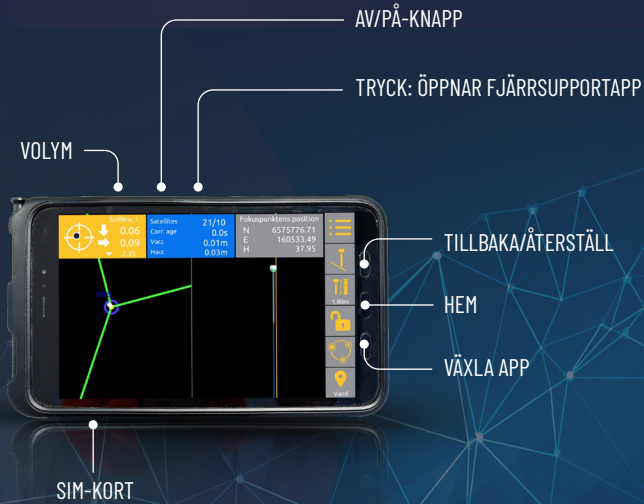 AV/PÅ-KNAPP
TRYCK: ÖPPNAR FJÄRRSUPPORTAPP
VOLYM
0.06
0.09
2.35
Satellites 21/10
Corr. age 0.0s
Vacc 0.01m
Hacc 0.03m
Fokuspunktens position
N 6575776.71
E 160533.49
H 37.95
1.80m
Vand
TILLBAKA/ÅTERSTÄLL
HEM
VÄXLA APP
SIM-KORT